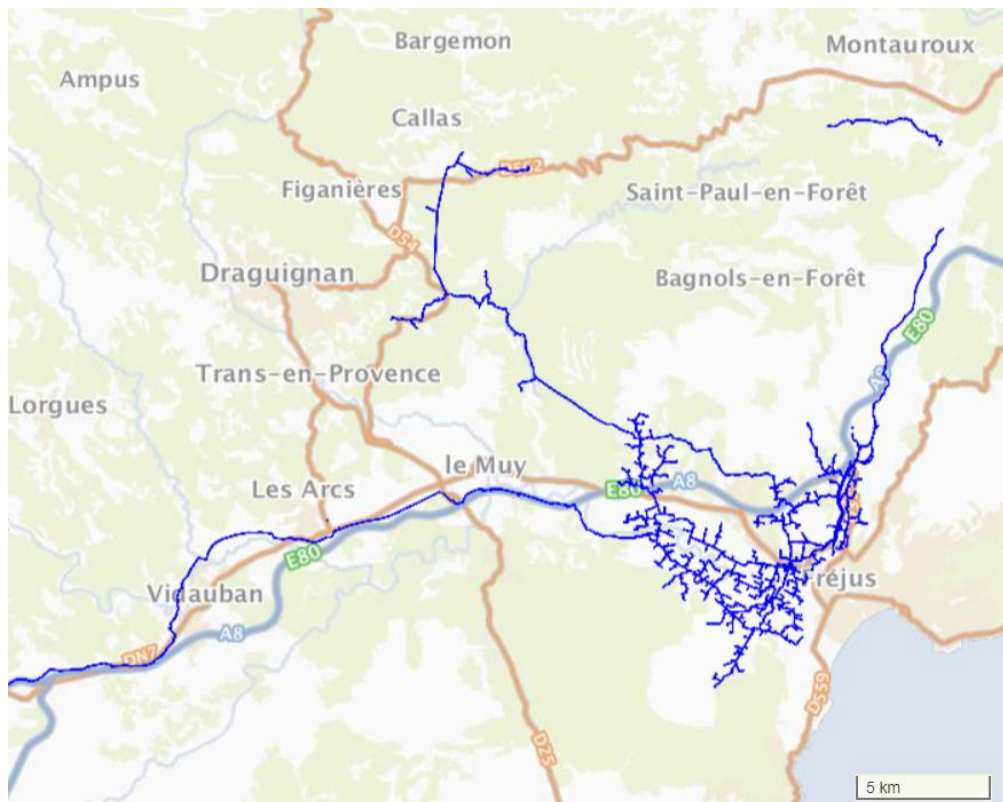 Bargemon
Montauroux
Ampus
Callas
D562
Figanières
Saint-Paul-en-Forêt
D54
Draguignan
Bagnols-en-Forêt
E80
A8
Trans-en-Provence
Lorgues
le Muy
Les Arcs
E80
A8
E80
Vidauban
réjus
A8
DN7
D559
D25
5 km